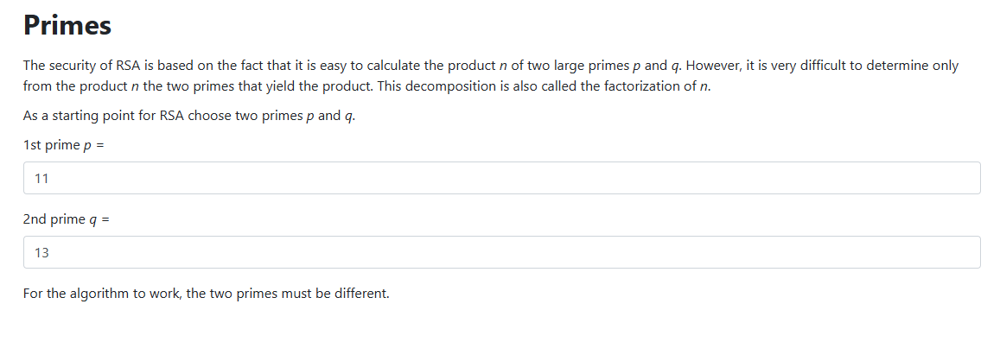 Primes
The security of RSA is based on the fact that it is easy to calculate the product n of two large primes p and q. However, it is very difficult to determine only
from the product n the two primes that yield the product. This decomposition is also called the factorization of n.
As a starting point for RSA choose two primes p and q.
1st prime p =
11
2nd prime q =
13
For the algorithm to work, the two primes must be different.